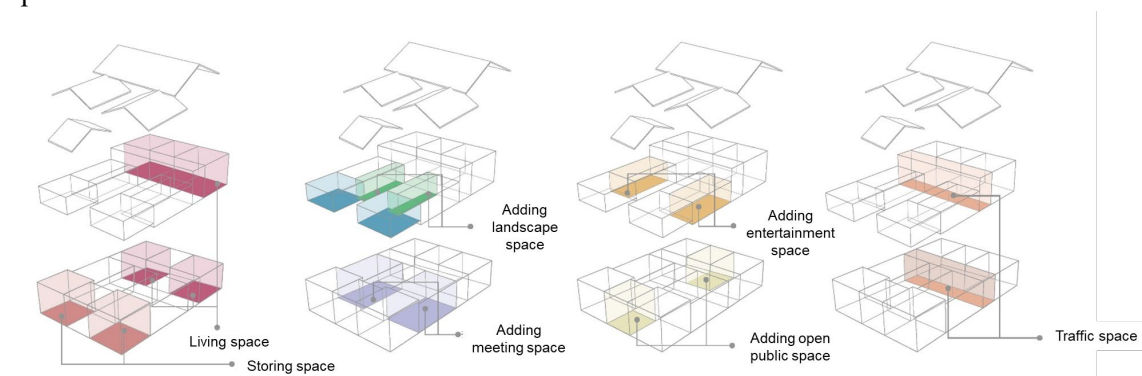 Adding
landscape
space
Adding
entertainment
space
Living space
Storing space
Adding
meeting space
Adding open
public space
Traffic space